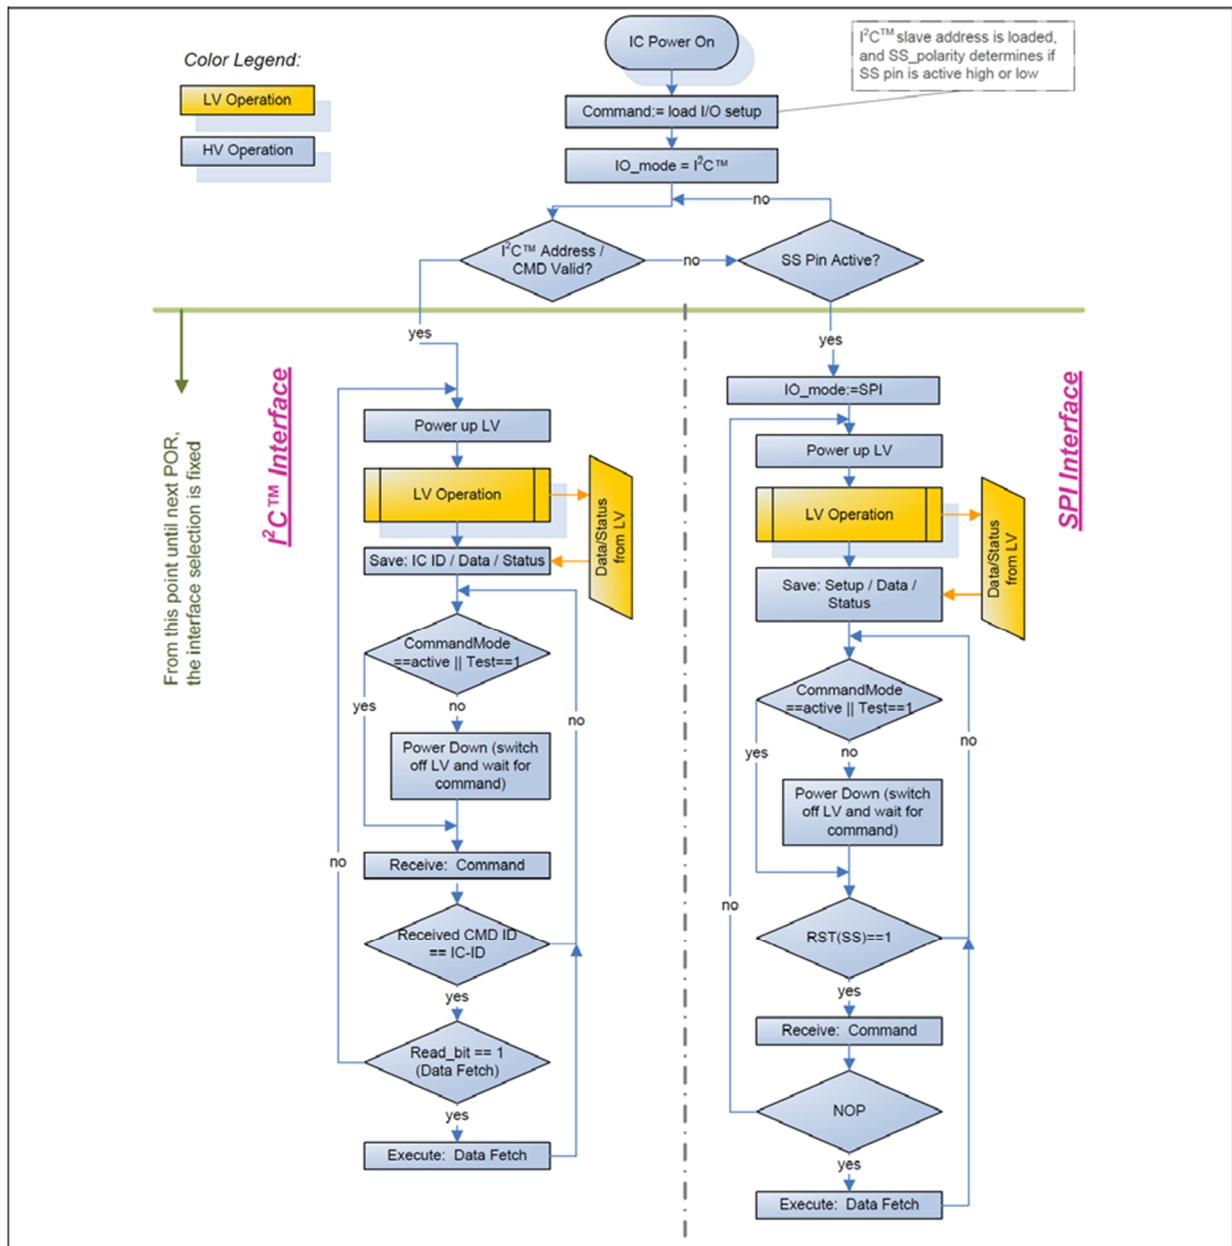 IC Power On
I²C™ slave address is loaded,
and SS_polarity determines if
SS pin is active high or low
Color Legend:
LV Operation
HV Operation
Command:= load I/O setup
IO_mode = I²C™
no
I²C™ Address /
CMD Valid?
no
SS Pin Active?
yes
yes
From this point until next POR,
the interface selection is fixed
I²C™ Interface
Power up LV
LV Operation
Data/Status
from LV
Save: IC ID / Data / Status
CommandMode
==active || Test==1
yes
no
no
Power Down (switch
off LV and wait for
command)
Receive: Command
no
Received CMD ID
== IC-ID
yes
Read_bit == 1
(Data Fetch)
yes
Execute: Data Fetch
SPI Interface
IO_mode:=SPI
Power up LV
LV Operation
Data/Status
from LV
Save: Setup / Data /
Status
CommandMode
==active || Test==1
yes
no
no
Power Down (switch
off LV and wait for
command)
no
RST(SS)==1
yes
Receive: Command
NOP
yes
Execute: Data Fetch